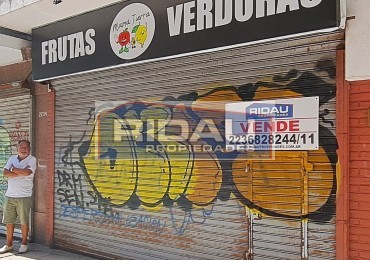 FRUTAS
Mama Tierra
VERDURAS
RIDAU
VENDE
2236828244/11
RIDAU
PROPIEDADES